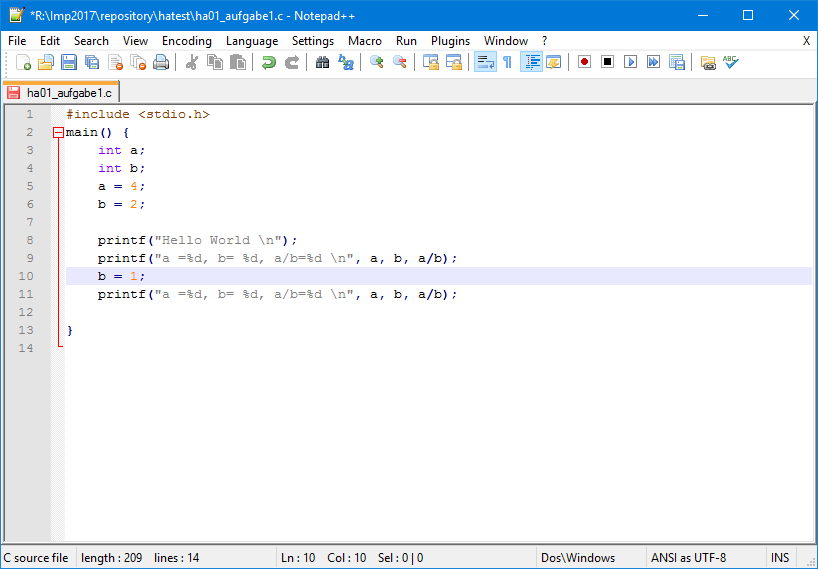 *R:\Imp2017\repository\hatest\ha01_aufgabe1.c - Notepad++
File Edit Search View Encoding Language Settings Macro Run Plugins Window ? X
ha01_aufgabe1.c
1 #include <stdio.h>
2 main() {
3 int a;
4 int b;
5 a = 4;
6 b = 2;
7
8 printf("Hello World \n");
9 printf("a =%d, b= %d, a/b=%d \n", a, b, a/b);
10 b = 1;
11 printf("a =%d, b= %d, a/b=%d \n", a, b, a/b);
12
13 }
14
C source file length : 209 lines : 14 Ln : 10 Col : 10 Sel : 0 | 0 Dos\Windows ANSI as UTF-8 INS